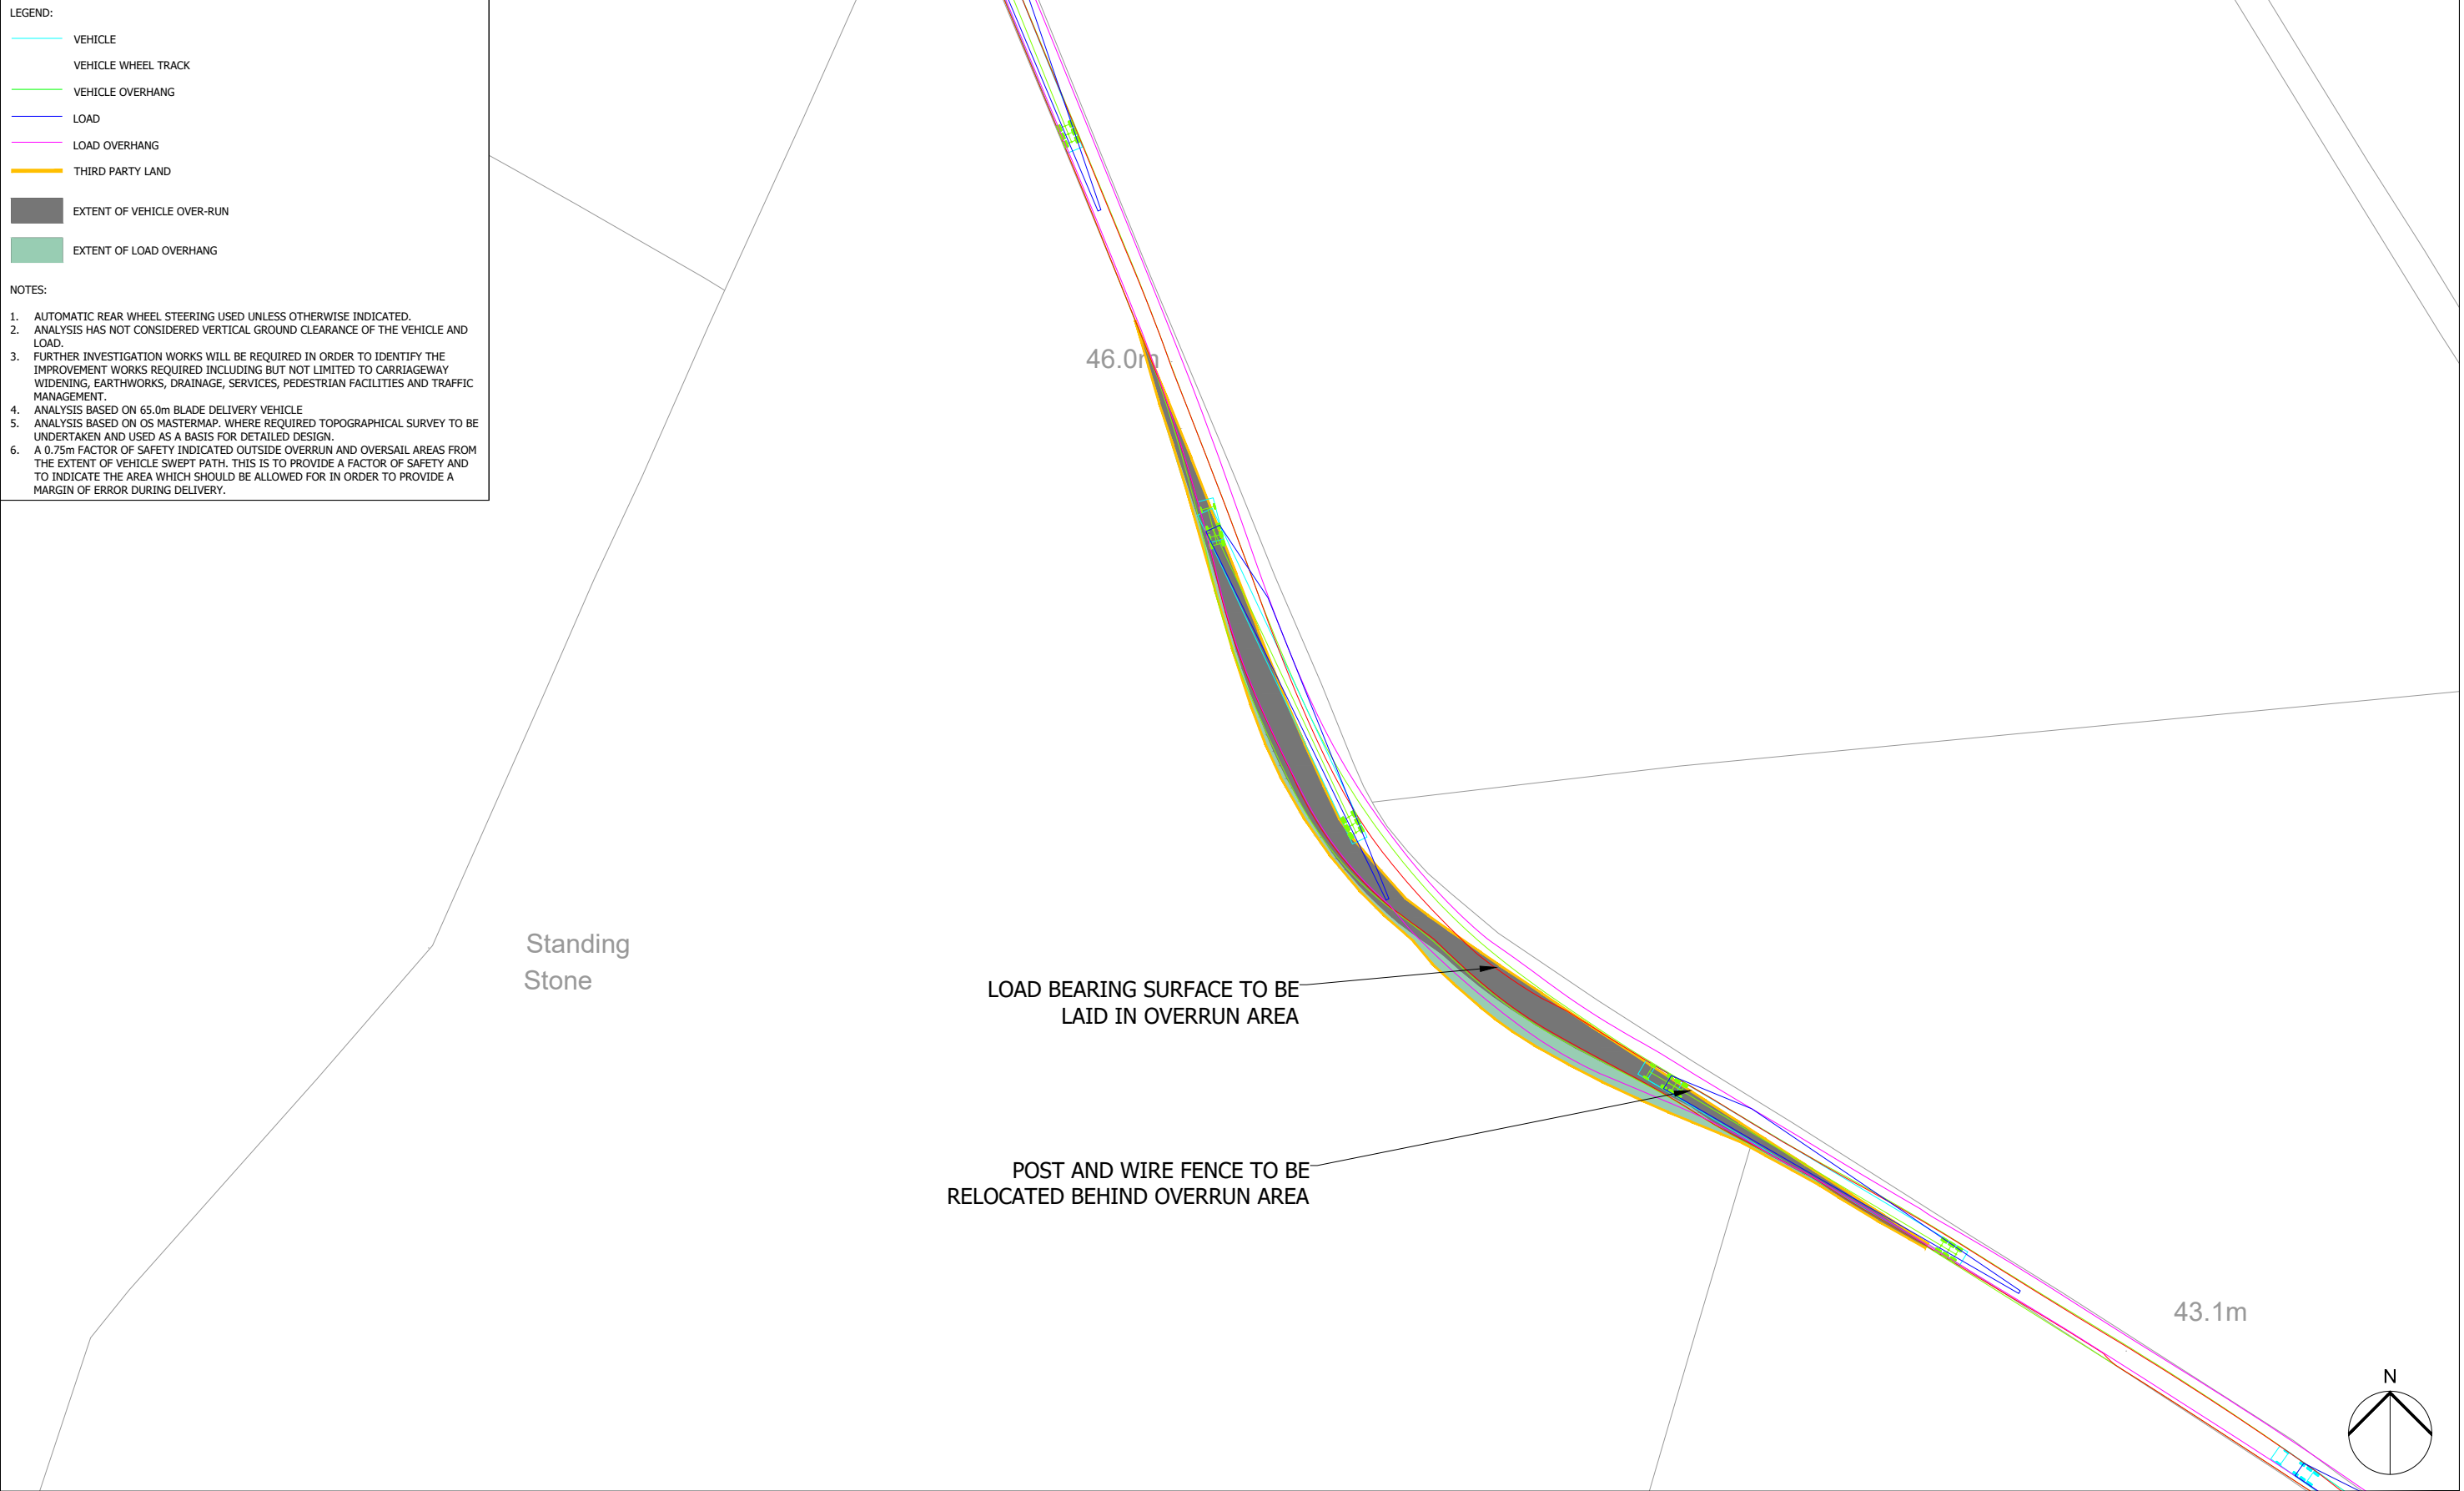 LEGEND:
VEHICLE
VEHICLE WHEEL TRACK
VEHICLE OVERHANG
LOAD
LOAD OVERHANG
THIRD PARTY LAND
EXTENT OF VEHICLE OVER-RUN
EXTENT OF LOAD OVERHANG
NOTES:
1. AUTOMATIC REAR WHEEL STEERING USED UNLESS OTHERWISE INDICATED.
2. ANALYSIS HAS NOT CONSIDERED VERTICAL GROUND CLEARANCE OF THE VEHICLE AND
LOAD.
3. FURTHER INVESTIGATION WORKS WILL BE REQUIRED IN ORDER TO IDENTIFY THE
IMPROVEMENT WORKS REQUIRED INCLUDING BUT NOT LIMITED TO CARRIAGEWAY
WIDENING, EARTHWORKS, DRAINAGE, SERVICES, PEDESTRIAN FACILITIES AND TRAFFIC
MANAGEMENT.
4. ANALYSIS BASED ON 65.0m BLADE DELIVERY VEHICLE
5. ANALYSIS BASED ON OS MASTERMAP. WHERE REQUIRED TOPOGRAPHICAL SURVEY TO BE
UNDERTAKEN AND USED AS A BASIS FOR DETAILED DESIGN.
6. A 0.75m FACTOR OF SAFETY INDICATED OUTSIDE OVERRUN AND OVERSAIL AREAS FROM
THE EXTENT OF VEHICLE SWEPT PATH. THIS IS TO PROVIDE A FACTOR OF SAFETY AND
TO INDICATE THE AREA WHICH SHOULD BE ALLOWED FOR IN ORDER TO PROVIDE A
MARGIN OF ERROR DURING DELIVERY.
46.0m
Standing
Stone
LOAD BEARING SURFACE TO BE
LAID IN OVERRUN AREA
POST AND WIRE FENCE TO BE
RELOCATED BEHIND OVERRUN AREA
43.1m
N